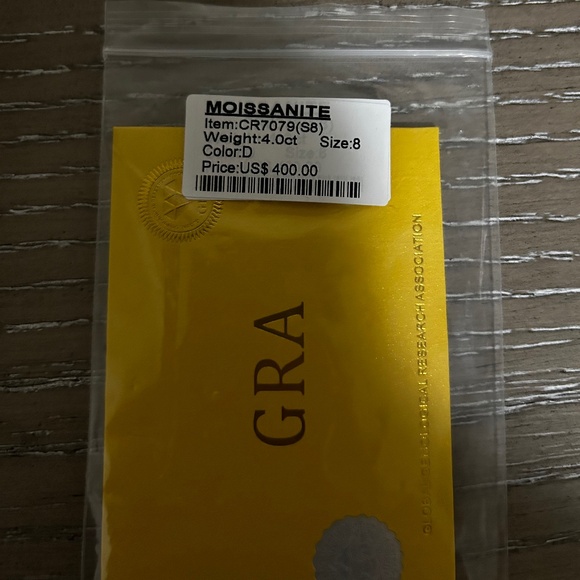 MOISSANITE
Item:CR7079(S8)
Weight:4.0ct Size:8
Color:D
Price:US$ 400.00
GRA
RESEARCH ASSOCIATION